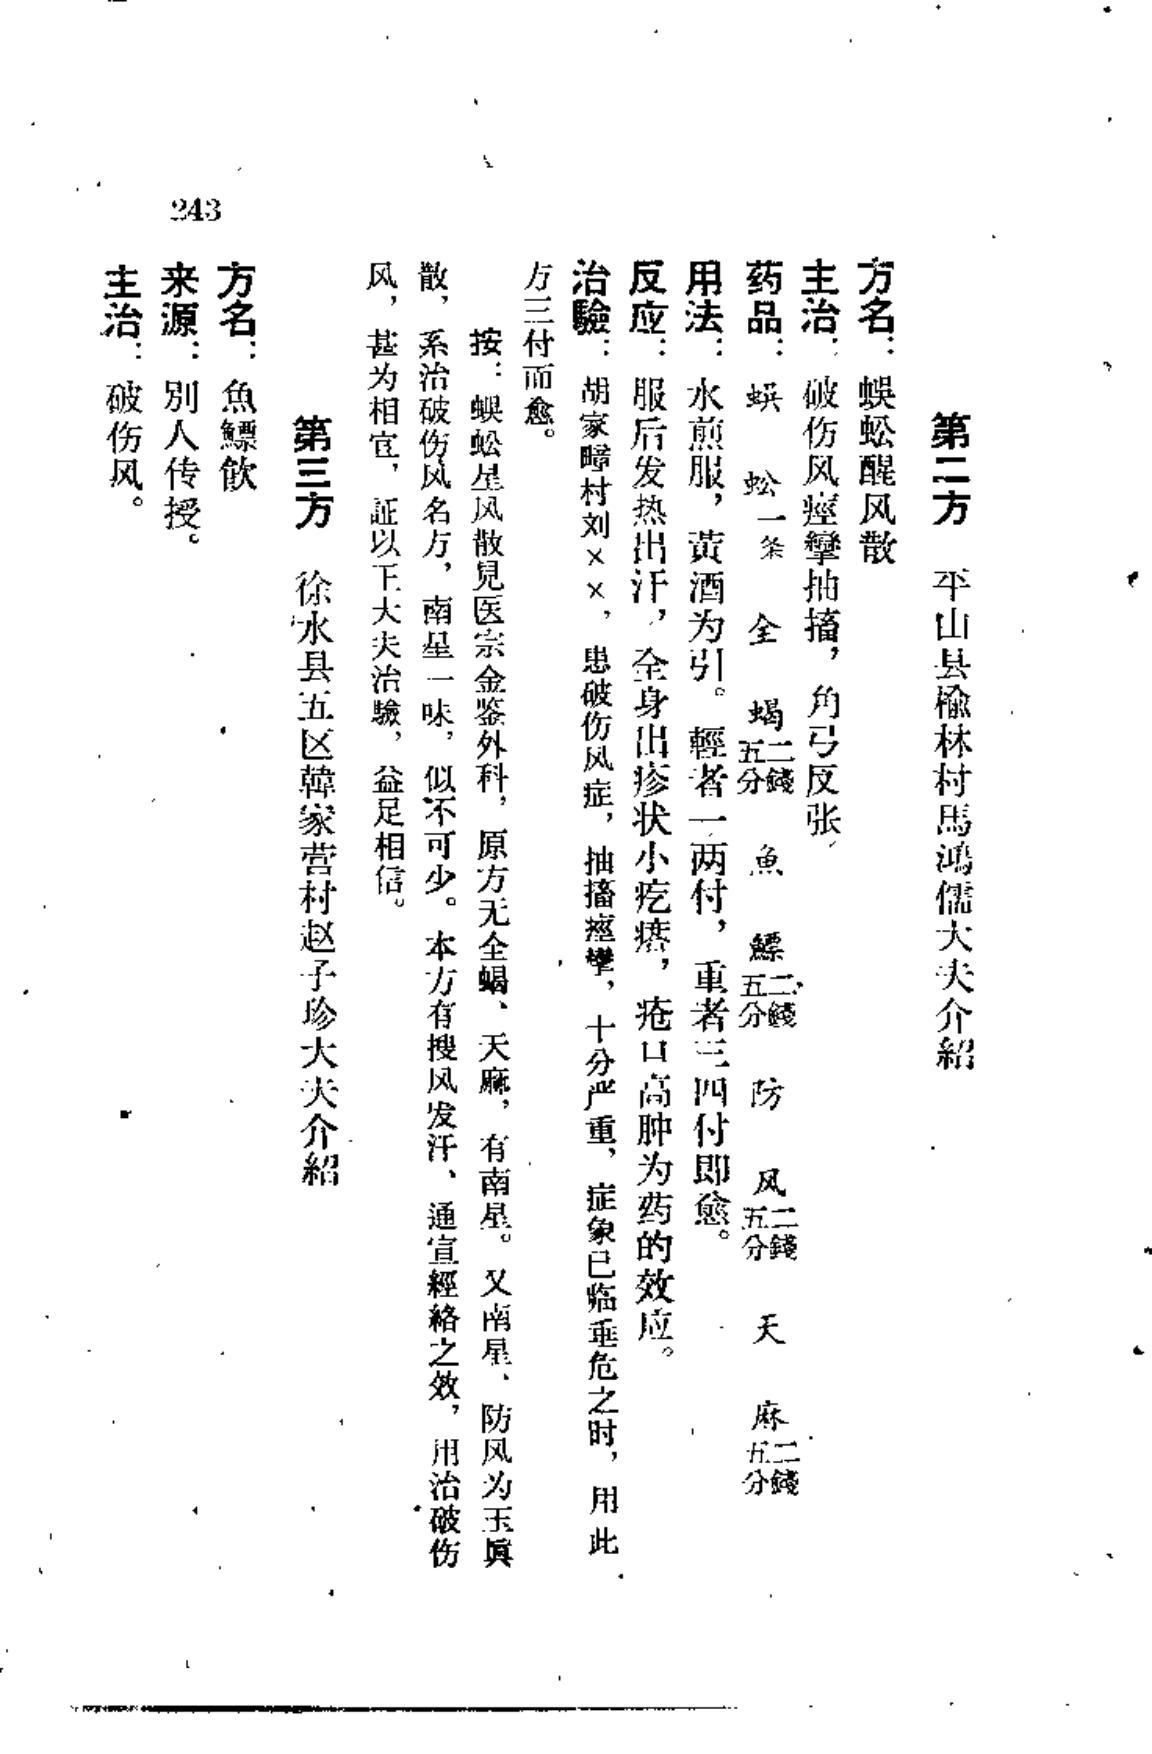 第二方　平山县楡林村馬鴻儒大夫介紹
方名：蜈蚣醒风散
主治：破伤风痙攣抽搐，角弓反张，
药品：蜈蚣一条　全蝎二錢五分　魚鰾二錢五分　防风二錢五分　天麻二錢五分
用法：水煎服，黄酒为引。輕者一两付，重者三四付即愈。
反应：服后发热出汗，全身出疹状小疙瘩，疮口高肿为药的效应。
治驗：胡家疃村刘××，患破伤风症，抽搐痙攣，十分严重，症象已临垂危之时，用此
方三付而愈。
按：蜈蚣星风散見医宗金鉴外科，原方无全蝎、天麻，有南星。又南星、防风为玉眞
散，系治破伤风名方，南星一味，似不可少。本方有搜风发汗、通宣經絡之效，用治破伤
风，甚为相宜，証以王大夫治驗，益足相信。
第三方　徐水县五区韓家营村赵子珍大夫介紹
方名：魚鰾飮
来源：別人传授。
主治：破伤风。
243